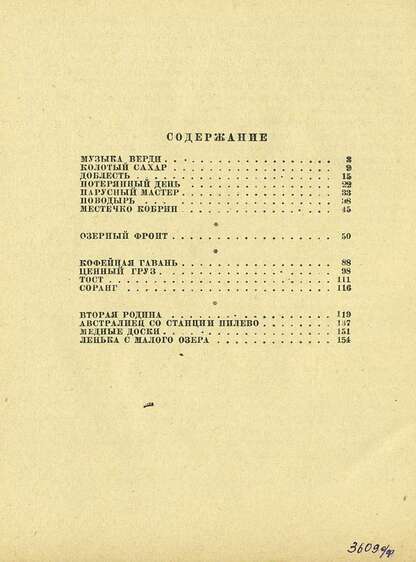 СОДЕРЖАНИЕ
МУЗЫКА ВЕРДИ . . . . . . . . . . . . . . . . . 3
КОЛОТЫЙ САХАР . . . . . . . . . . . . . . . . . 9
ДОБЛЕСТЬ . . . . . . . . . . . . . . . . . 15
ПОТЕРЯННЫЙ ДЕНЬ . . . . . . . . . . . . . . . . . 22
ПАРУСНЫЙ МАСТЕР . . . . . . . . . . . . . . . . . 33
ПОВОДЫРЬ . . . . . . . . . . . . . . . . . 38
МЕСТЕЧКО КОБРИН . . . . . . . . . . . . . . . . . 45
*
ОЗЕРНЫЙ ФРОНТ . . . . . . . . . . . . . . . . . 50
*
КОФЕЙНАЯ ГАВАНЬ . . . . . . . . . . . . . . . . . 88
ЦЕННЫЙ ГРУЗ . . . . . . . . . . . . . . . . . 98
ТОСТ . . . . . . . . . . . . . . . . . 111
СОРАНГ . . . . . . . . . . . . . . . . . 116
*
ВТОРАЯ РОДИНА . . . . . . . . . . . . . . . . . 119
АВСТРАЛИЕЦ СО СТАНЦИИ ПИЛЕВО . . . . . . . . . . 137
МЕДНЫЕ ДОСКИ . . . . . . . . . . . . . . . . . 151
ЛЕНЬКА С МАЛОГО ОЗЕРА . . . . . . . . . . . . . . 154